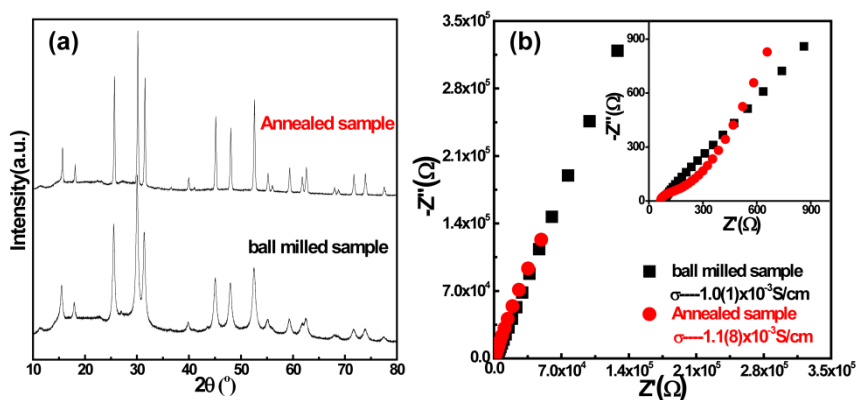 (a)
Intensity(a.u.)
Annealed sample
ball milled sample
10 20 30 40 50 60 70 80
2θ (°)
(b)
-Z''(Ω)
3.5x10⁵
2.8x10⁵
2.1x10⁵
1.4x10⁵
7.0x10⁴
0.0
0.0 7.0x10⁴ 1.4x10⁵ 2.1x10⁵ 2.8x10⁵ 3.5x10⁵
Z'(Ω)
-Z''(Ω)
900
600
300
0
0 300 600 900
Z'(Ω)
ball milled sample
σ----1.0(1)x10⁻³S/cm
Annealed sample
σ----1.1(8)x10⁻³S/cm